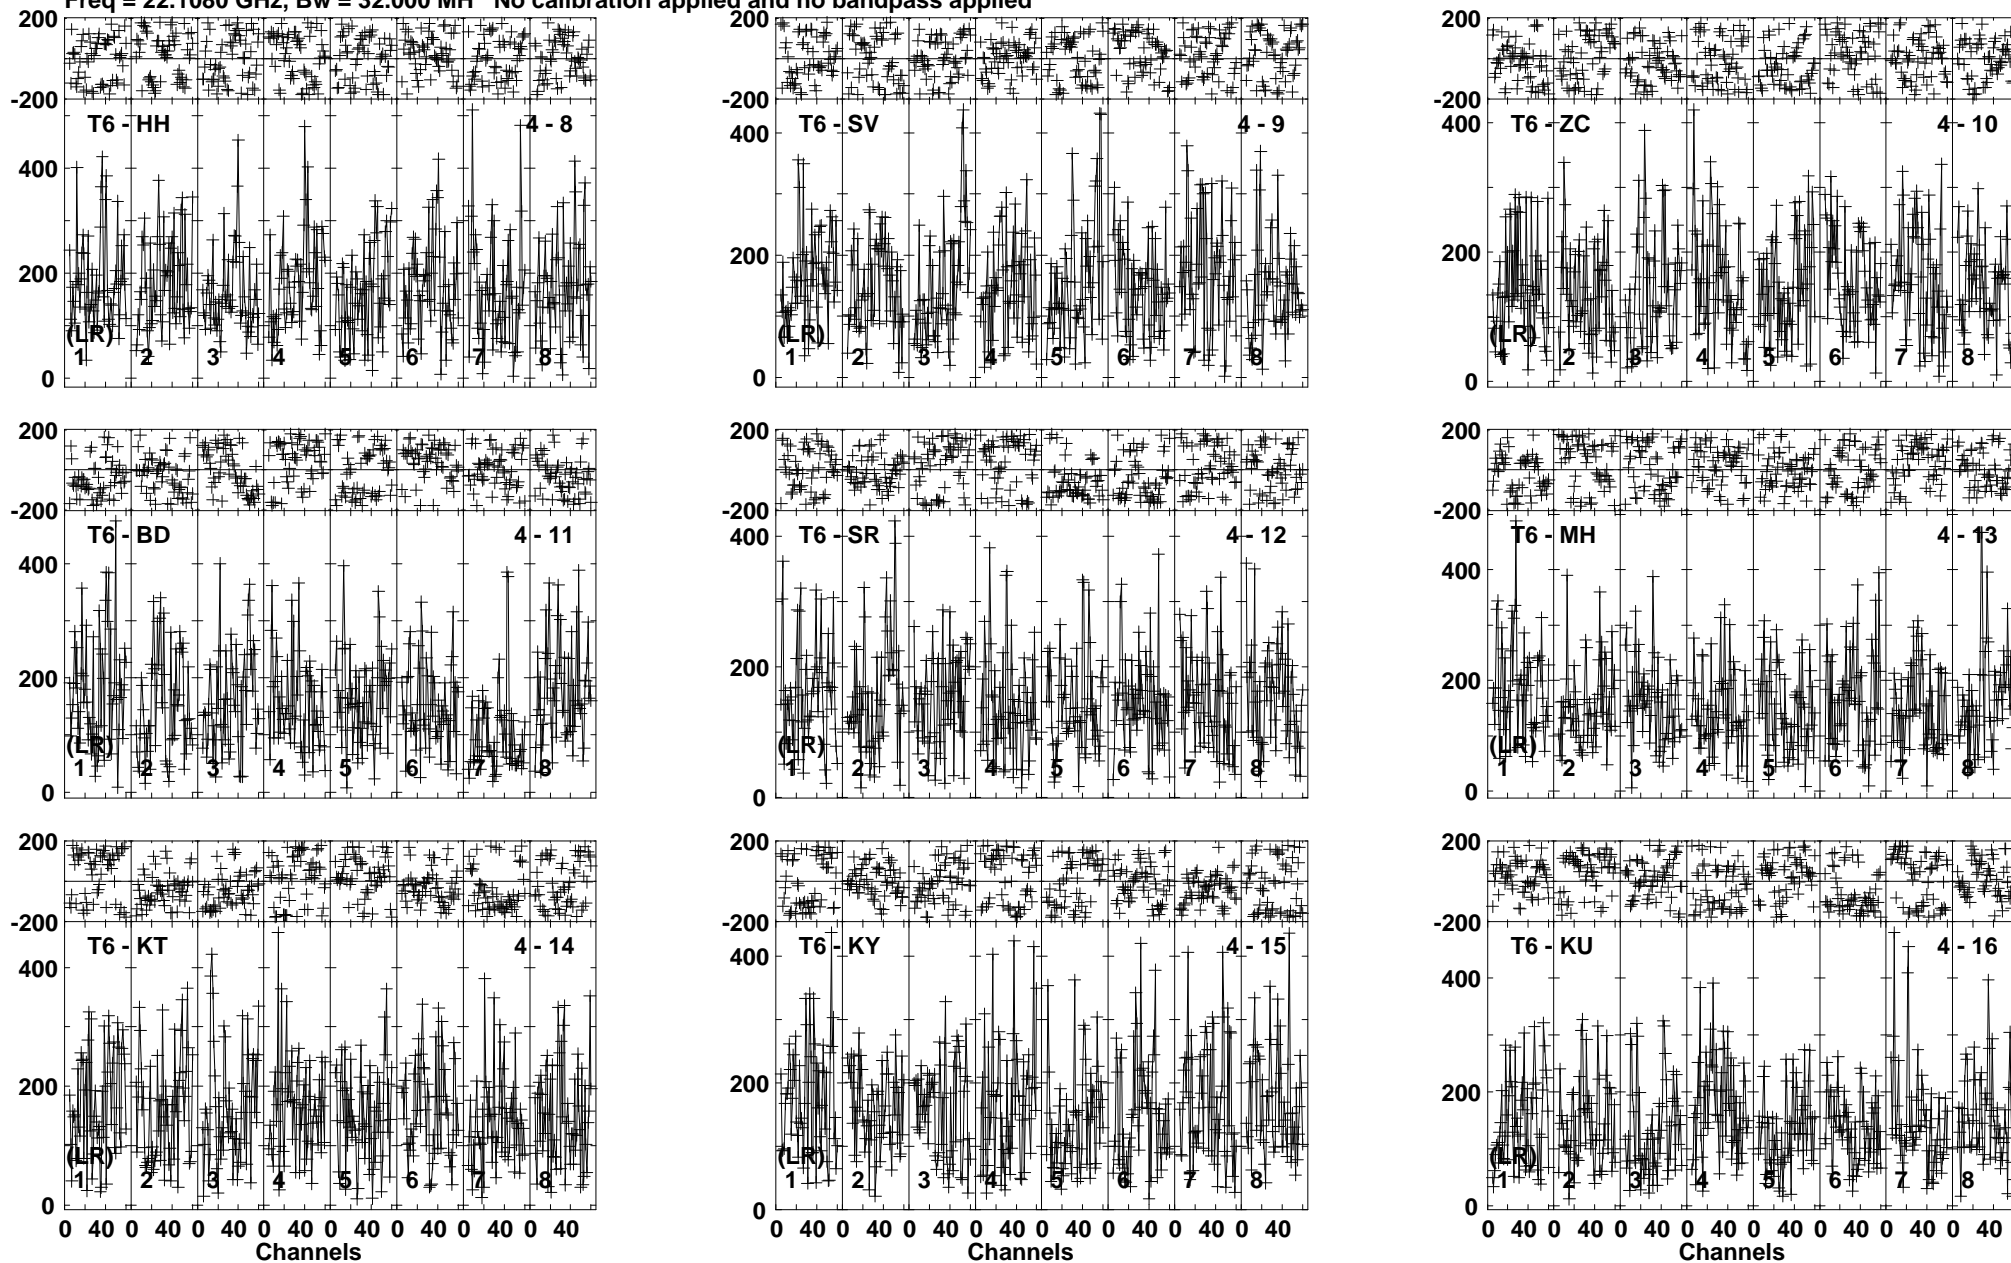 Freq = 22.1080 GHz, Bw = 32.000 MH No calibration applied and no bandpass applied
200 200 200
-200 -200 -200
T6 - HH 4 - 8 T6 - SV 4 - 9 T6 - ZC 4 - 10
400 400 400
200 200 200
(LR) (LR) (LR)
1 2 3 4 5 6 7 8 1 2 3 4 5 6 7 8 1 2 3 4 5 6 7 8
0 0 0
200 200 200
-200 -200 -200
T6 - BD 4 - 11 T6 - SR 4 - 12 T6 - MH 4 - 13
400 400 400
200 200 200
(LR) (LR) (LR)
1 2 3 4 5 6 7 8 1 2 3 4 5 6 7 8 1 2 3 4 5 6 7 8
0 0 0
200 200 200
-200 -200 -200
T6 - KT 4 - 14 T6 - KY 4 - 15 T6 - KU 4 - 16
400 400 400
200 200 200
(LR) (LR) (LR)
1 2 3 4 5 6 7 8 1 2 3 4 5 6 7 8 1 2 3 4 5 6 7 8
0 0 0
0 40 0 40 0 40 0 40 0 40 0 40 0 40 0 40 0 40 0 40 0 40 0 40 0 40 0 40 0 40 0 40 0 40 0 40 0 40 0 40 0 40 0 40 0 40 0 40
Channels Channels Channels